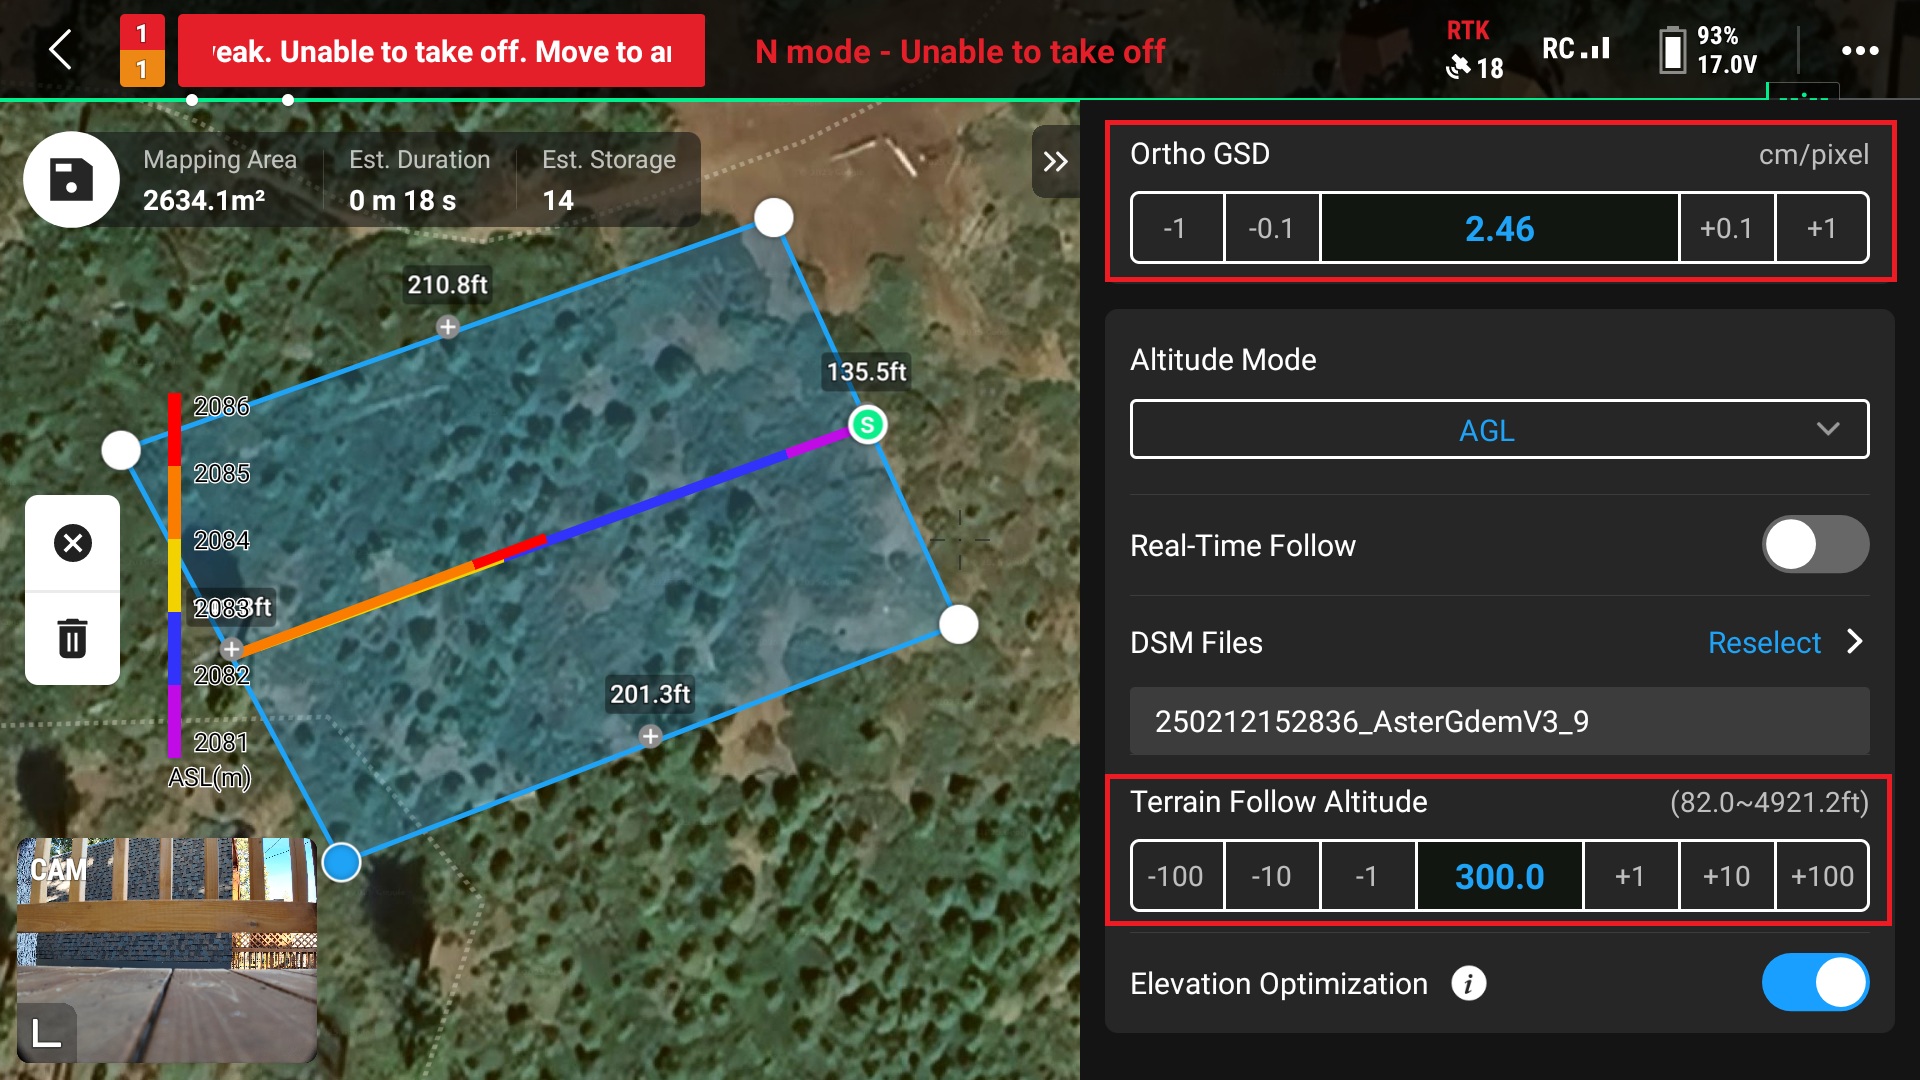 1
1
eak. Unable to take off. Move to a
N mode - Unable to take off
RTK
18
RC
93%
17.0V
Mapping Area
2634.1m²
Est. Duration
0 m 18 s
Est. Storage
14
210.8ft
135.5ft
S
201.3ft
3ft
2086
2085
2084
2083
2082
2081
ASL(m)
CAM
Ortho GSD
cm/pixel
-1
-0.1
2.46
+0.1
+1
Altitude Mode
AGL
Real-Time Follow
DSM Files
Reselect
250212152836_AsterGdemV3_9
Terrain Follow Altitude
(82.0~4921.2ft)
-100
-10
-1
300.0
+1
+10
+100
Elevation Optimization
i